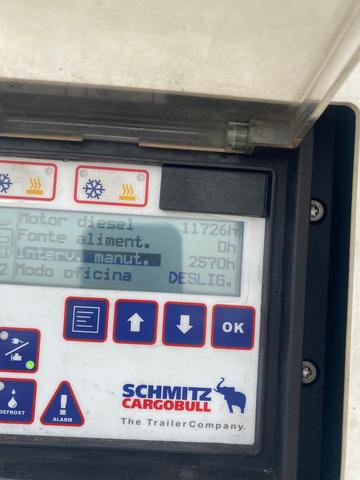 Motor diesel 11726h
Fonte aliment. 0h
Interv. manut. 2570h
2 Modo oficina DESLIG.
OK
DEFROST
ALARM
SCHMITZ
CARGOBULL
The TrailerCompany.